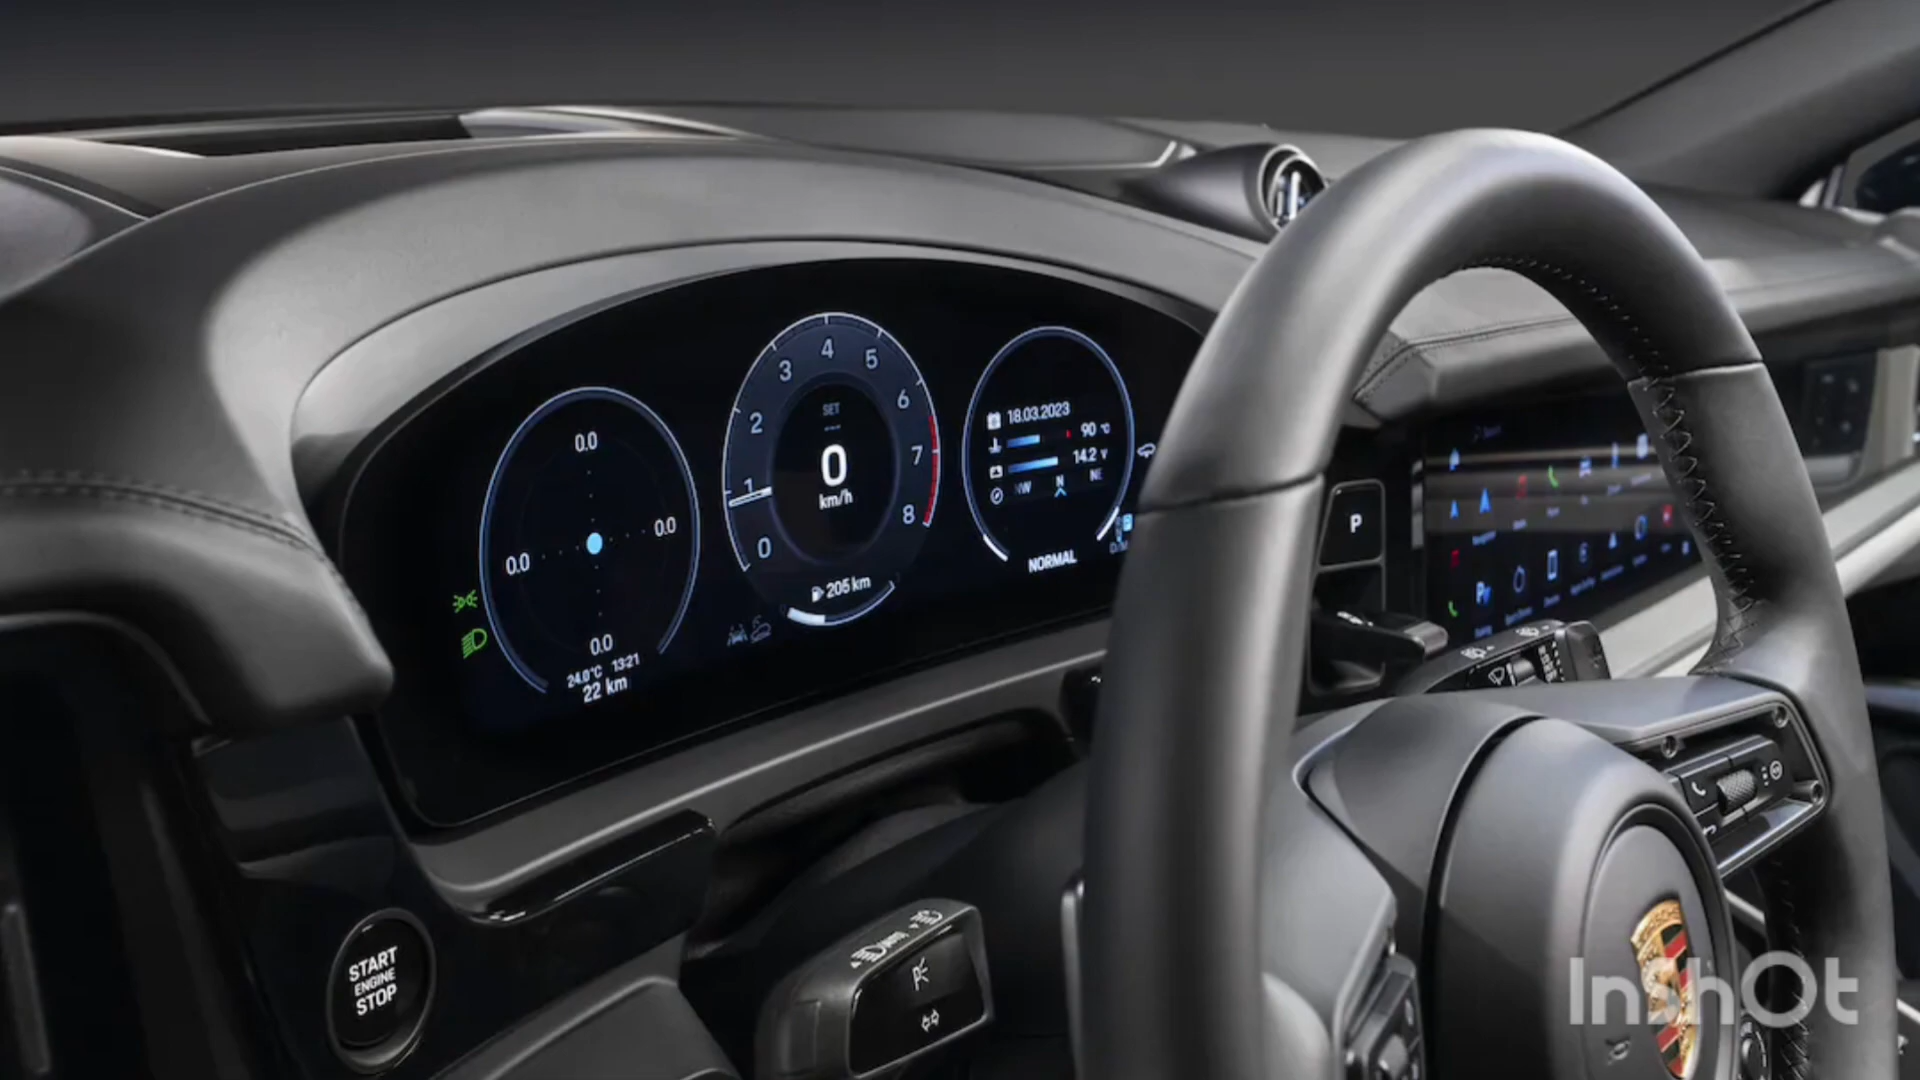 0.0
0.0
0.0
0.0
24.0°C 13:21
22 km
0
1
2
3
4
5
6
7
8
SET
0
km/h
205 km
18.03.2023
90 °C
14.2 V
NW N NE
NORMAL
P
START
ENGINE
STOP
AUTO
InShOt